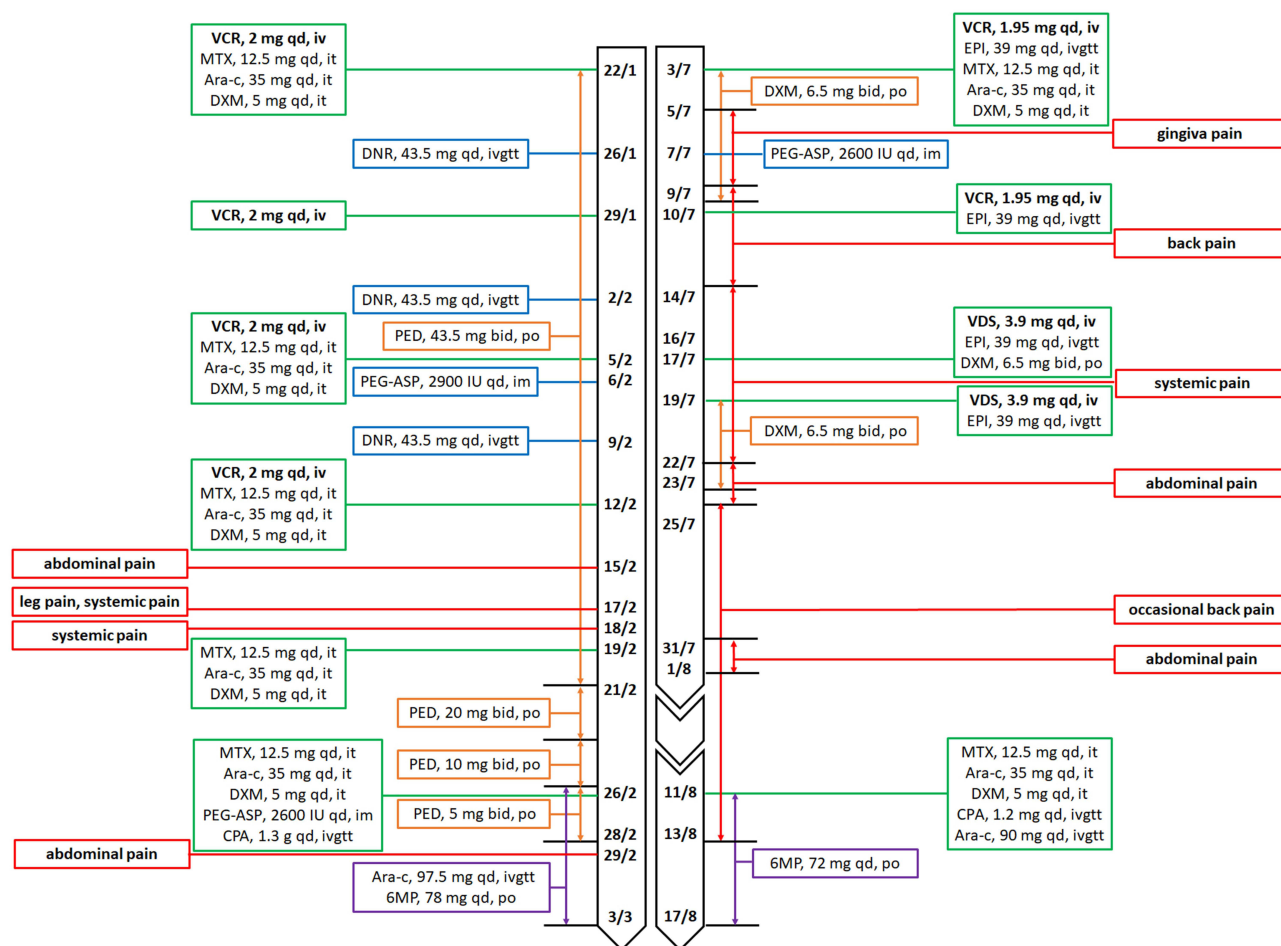 VCR, 2 mg qd, iv
MTX, 12.5 mg qd, it
Ara-c, 35 mg qd, it
DXM, 5 mg qd, it
22/1
DNR, 43.5 mg qd, ivgtt
26/1
VCR, 2 mg qd, iv
29/1
DNR, 43.5 mg qd, ivgtt
2/2
PED, 43.5 mg bid, po
VCR, 2 mg qd, iv
MTX, 12.5 mg qd, it
Ara-c, 35 mg qd, it
DXM, 5 mg qd, it
5/2
PEG-ASP, 2900 IU qd, im
6/2
DNR, 43.5 mg qd, ivgtt
9/2
VCR, 2 mg qd, iv
MTX, 12.5 mg qd, it
Ara-c, 35 mg qd, it
DXM, 5 mg qd, it
12/2
abdominal pain
15/2
leg pain, systemic pain
17/2
systemic pain
18/2
MTX, 12.5 mg qd, it
Ara-c, 35 mg qd, it
DXM, 5 mg qd, it
19/2
21/2
PED, 20 mg bid, po
PED, 10 mg bid, po
MTX, 12.5 mg qd, it
Ara-c, 35 mg qd, it
DXM, 5 mg qd, it
PEG-ASP, 2600 IU qd, im
CPA, 1.3 g qd, ivgtt
26/2
PED, 5 mg bid, po
28/2
abdominal pain
29/2
Ara-c, 97.5 mg qd, ivgtt
6MP, 78 mg qd, po
3/3
3/7
VCR, 1.95 mg qd, iv
EPI, 39 mg qd, ivgtt
MTX, 12.5 mg qd, it
Ara-c, 35 mg qd, it
DXM, 5 mg qd, it
DXM, 6.5 mg bid, po
5/7
gingiva pain
7/7
PEG-ASP, 2600 IU qd, im
9/7
10/7
VCR, 1.95 mg qd, iv
EPI, 39 mg qd, ivgtt
back pain
14/7
16/7
17/7
VDS, 3.9 mg qd, iv
EPI, 39 mg qd, ivgtt
DXM, 6.5 mg bid, po
systemic pain
19/7
VDS, 3.9 mg qd, iv
EPI, 39 mg qd, ivgtt
DXM, 6.5 mg bid, po
22/7
23/7
abdominal pain
25/7
occasional back pain
31/7
1/8
abdominal pain
11/8
MTX, 12.5 mg qd, it
Ara-c, 35 mg qd, it
DXM, 5 mg qd, it
CPA, 1.2 mg qd, ivgtt
Ara-c, 90 mg qd, ivgtt
13/8
6MP, 72 mg qd, po
17/8